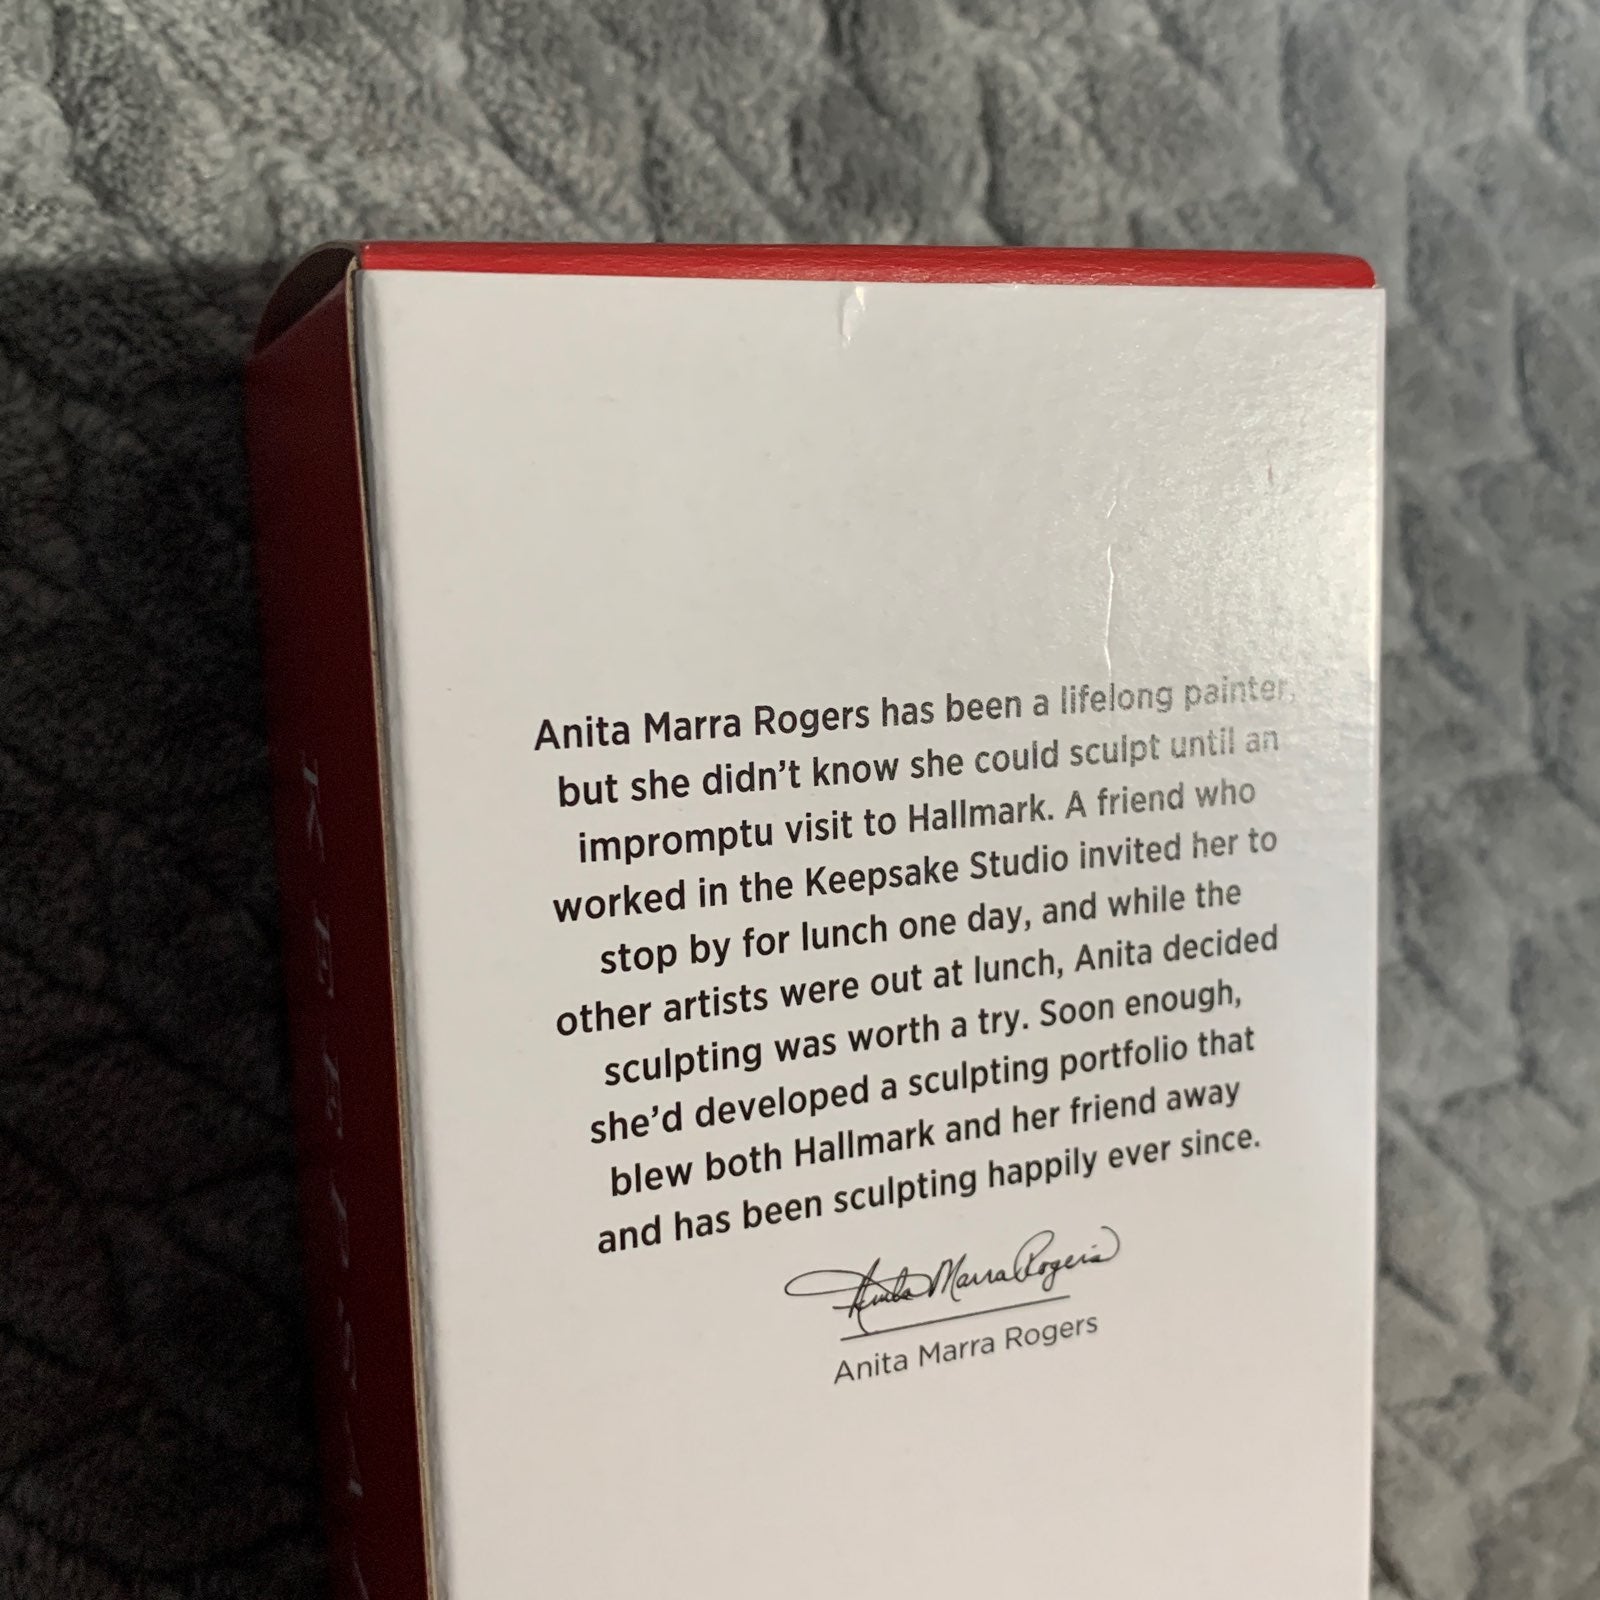 Anita Marra Rogers has been a lifelong painter,
but she didn't know she could sculpt until an
impromptu visit to Hallmark. A friend who
worked in the Keepsake Studio invited her to
stop by for lunch one day, and while the
other artists were out at lunch, Anita decided
sculpting was worth a try. Soon enough,
she'd developed a sculpting portfolio that
blew both Hallmark and her friend away
and has been sculpting happily ever since.
Anita Marra Rogers
Anita Marra Rogers